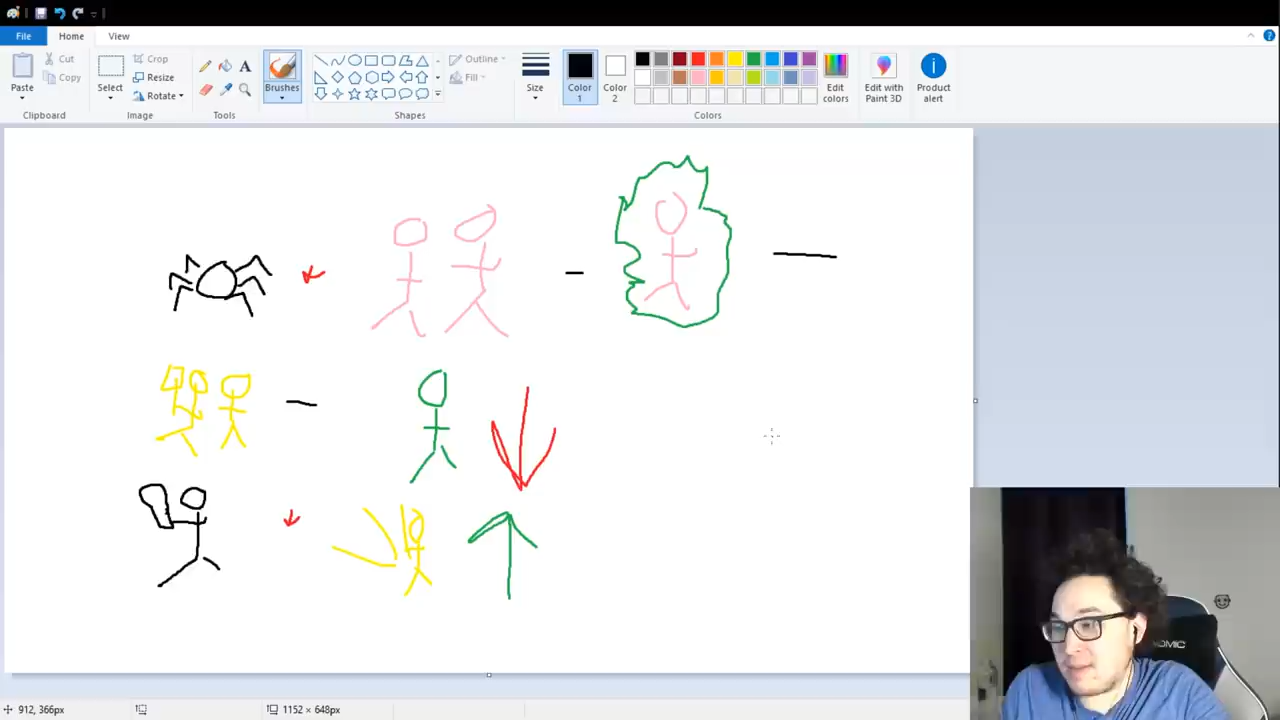 File Home View
Paste Cut Copy Select Crop Resize Rotate A Brushes Outline Fill Size Color 1 Color 2 Edit colors Edit with Paint 3D Product alert
Clipboard Image Tools Shapes Colors
912, 366px 1152 × 648px